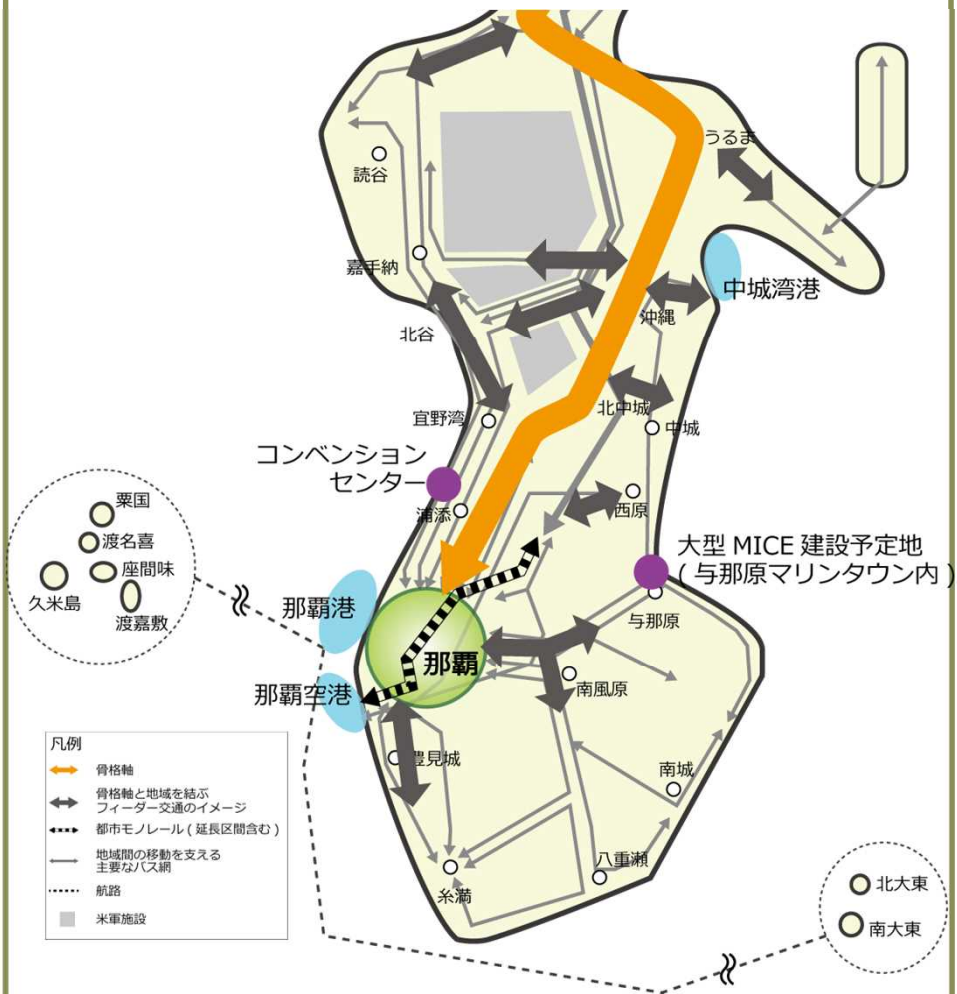 うるま
読谷
嘉手納
中城湾港
沖縄
北谷
北中城
宜野湾
中城
コンベンション
センター
浦添
西原
粟国
渡名喜
座間味
久米島
渡嘉敷
大型 MICE 建設予定地
( 与那原マリンタウン内 )
那覇港
与那原
那覇
南風原
那覇空港
豊見城
南城
八重瀬
糸満
北大東
南大東
凡例
骨格軸
骨格軸と地域を結ぶ
フィーダー交通のイメージ
都市モノレール ( 延長区間含む )
地域間の移動を支える
主要なバス網
航路
米軍施設